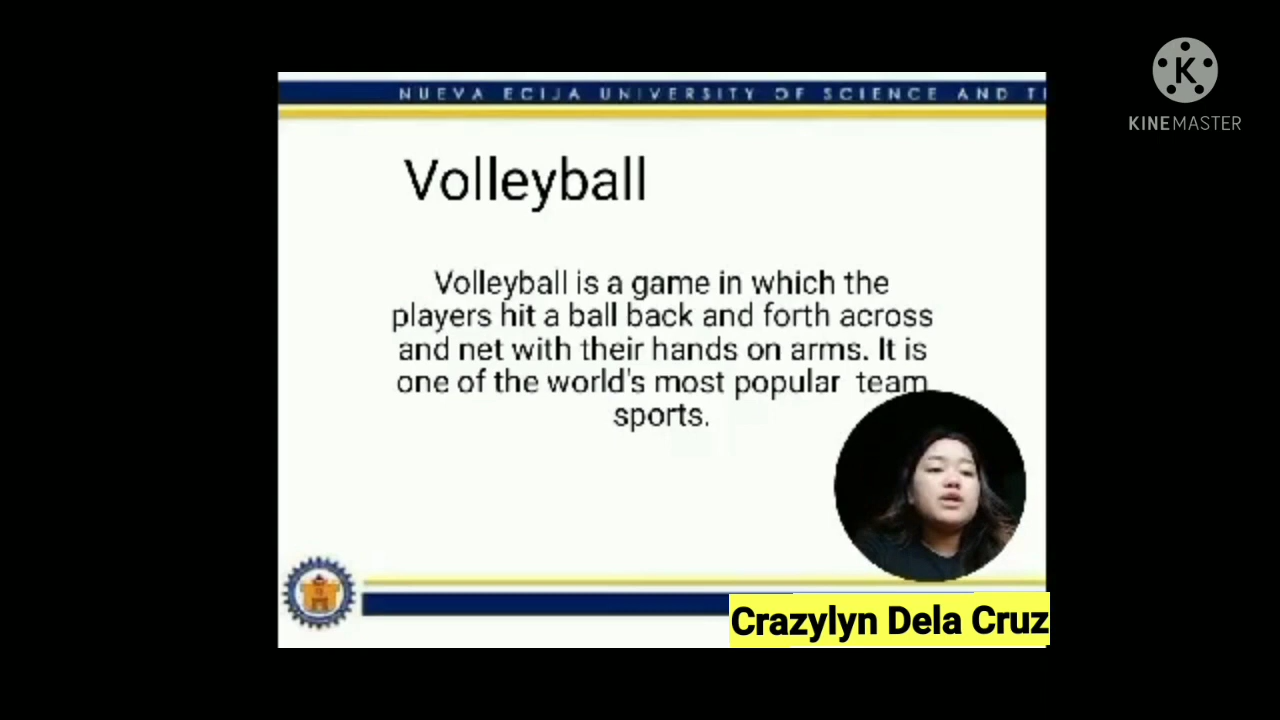 NUEVA ECIJA UNIVERSITY OF SCIENCE AND
K
KINEMASTER
Volleyball
Volleyball is a game in which the
players hit a ball back and forth across
and net with their hands on arms. It is
one of the world's most popular team
sports.
Crazylyn Dela Cruz